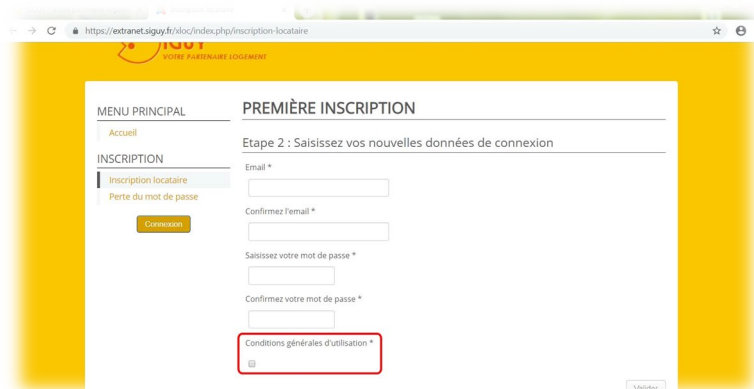 https://extranet.siguy.fr/xloc/index.php/inscription-locataire
SIGUY
VOTRE PARTENAIRE LOGEMENT
MENU PRINCIPAL
Accueil
INSCRIPTION
Inscription locataire
Perte du mot de passe
Connexion
PREMIÈRE INSCRIPTION
Etape 2 : Saisissez vos nouvelles données de connexion
Email *
Confirmez l'email *
Saisissez votre mot de passe *
Confirmez votre mot de passe *
Conditions générales d'utilisation *
Valider